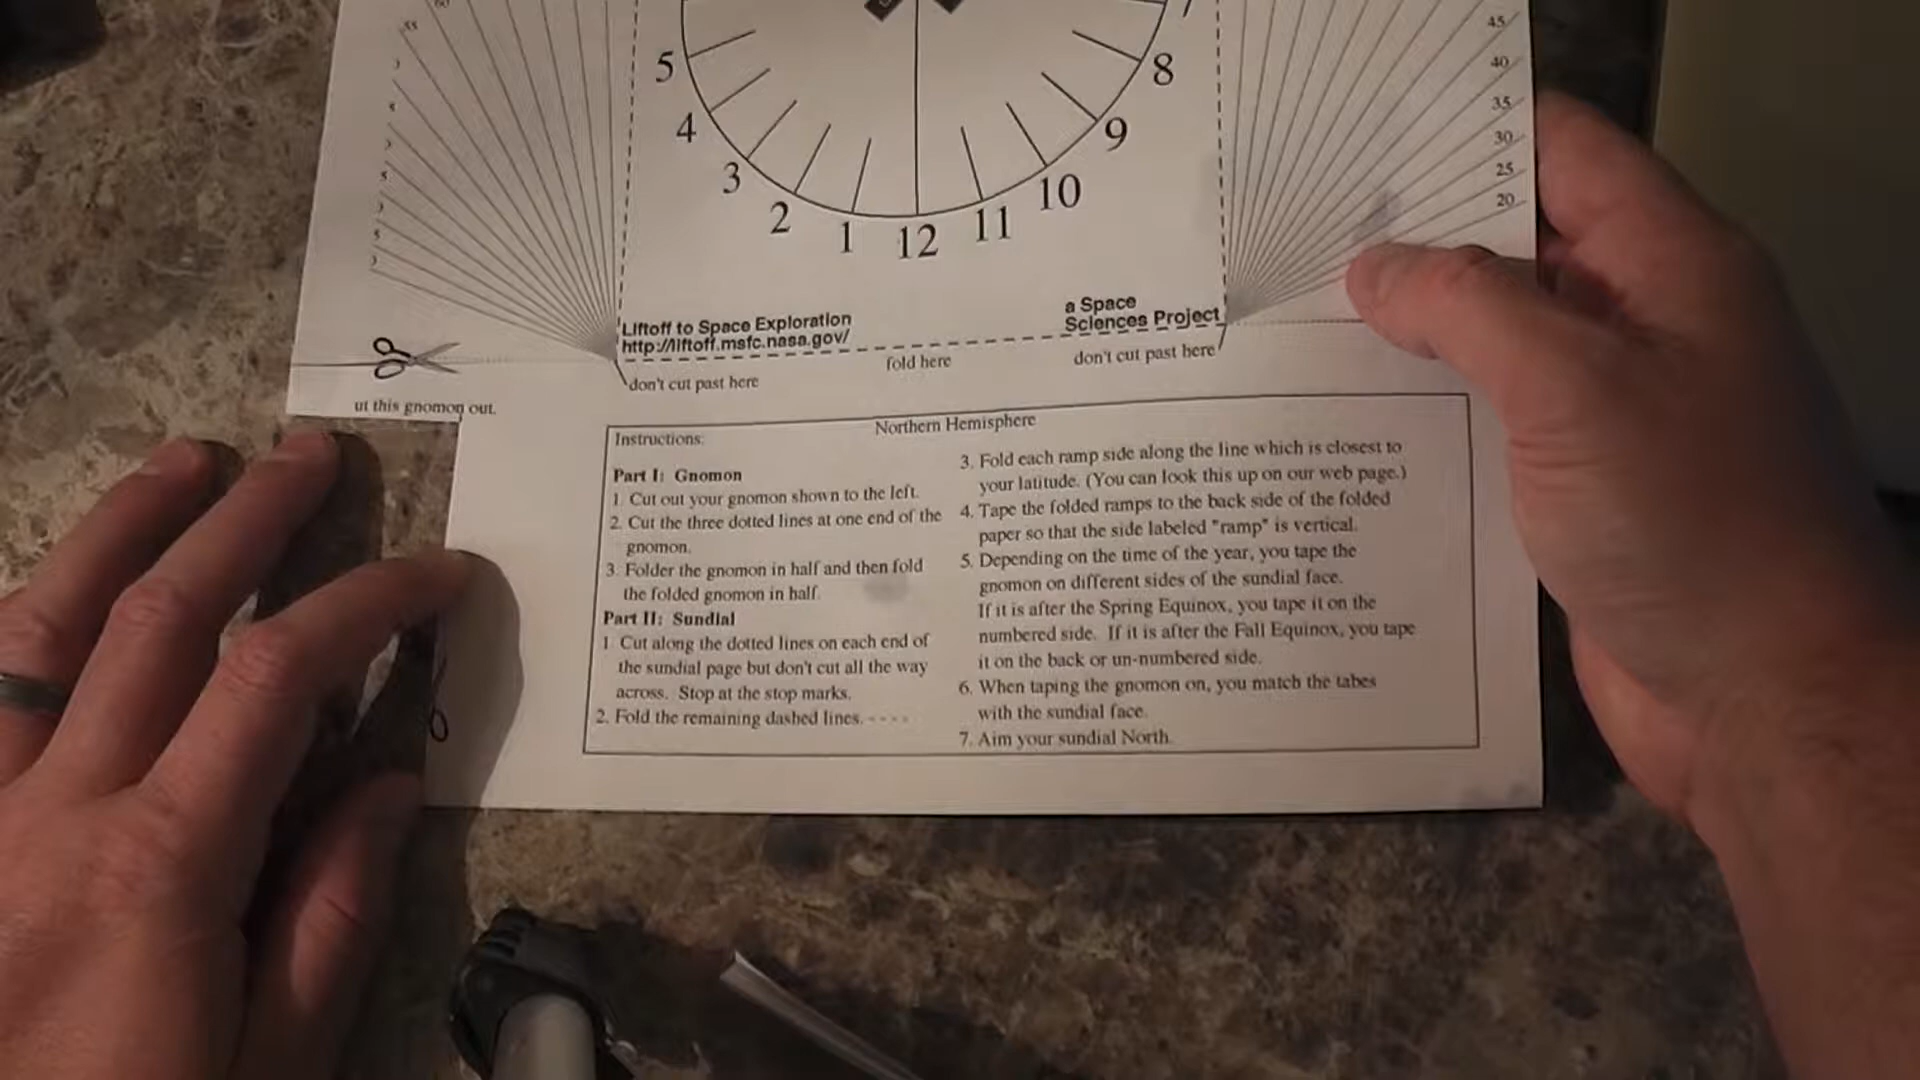 45
40
35
30
25
20
5
4
3
2
1
12
11
10
9
8
Liftoff to Space Exploration
http://liftoff.msfc.nasa.gov/
a Space
Sciences Project
fold here
don't cut past here
don't cut past here
ut this gnomon out.
Northern Hemisphere
Instructions:
Part I: Gnomon
1. Cut out your gnomon shown to the left.
2. Cut the three dotted lines at one end of the
gnomon.
3. Folder the gnomon in half and then fold
the folded gnomon in half.
Part II: Sundial
1. Cut along the dotted lines on each end of
the sundial page but don't cut all the way
across. Stop at the stop marks.
2. Fold the remaining dashed lines. - - - -
3. Fold each ramp side along the line which is closest to
your latitude. (You can look this up on our web page.)
4. Tape the folded ramps to the back side of the folded
paper so that the side labeled "ramp" is vertical.
5. Depending on the time of the year, you tape the
gnomon on different sides of the sundial face.
If it is after the Spring Equinox, you tape it on the
numbered side. If it is after the Fall Equinox, you tape
it on the back or un-numbered side.
6. When taping the gnomon on, you match the tabes
with the sundial face.
7. Aim your sundial North.